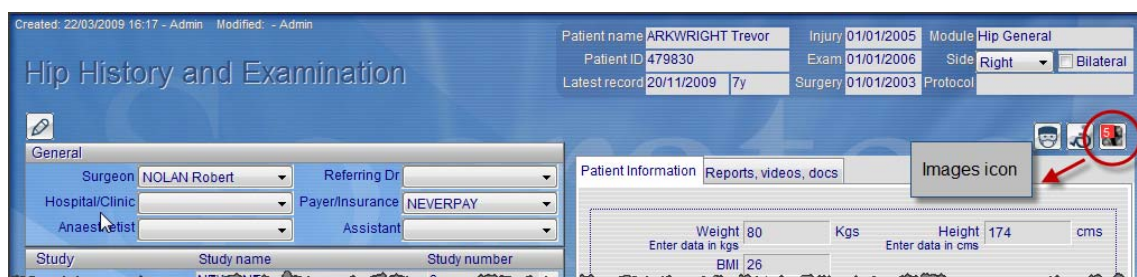 Created: 22/03/2009 16:17 - Admin Modified: - Admin
Patient name ARKWRIGHT Trevor Injury 01/01/2005 Module Hip General
Hip History and Examination
Patient ID 479830 Exam 01/01/2006 Side Right Bilateral
Latest record 20/11/2009 7y Surgery 01/01/2003 Protocol
5
General
Surgeon NOLAN Robert Referring Dr
Hospital/Clinic Payer/Insurance NEVERPAY
Anaesthetist Assistant
Study Study name Study number
Images icon
Patient Information Reports, videos, docs
Weight 80 Kgs Height 174 cms
Enter data in kgs Enter data in cms
BMI 26